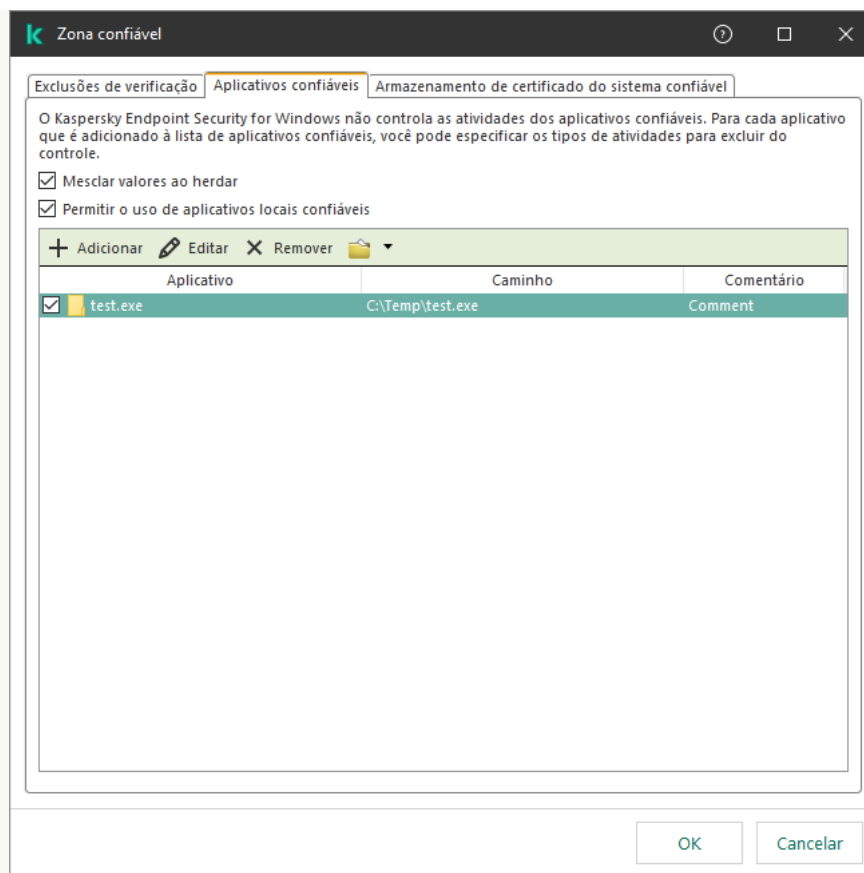 Zona confiável
Exclusões de verificação
Aplicativos confiáveis
Armazenamento de certificado do sistema confiável
O Kaspersky Endpoint Security for Windows não controla as atividades dos aplicativos confiáveis. Para cada aplicativo
que é adicionado à lista de aplicativos confiáveis, você pode especificar os tipos de atividades para excluir do
controle.
Mesclar valores ao herdar
Permitir o uso de aplicativos locais confiáveis
Adicionar Editar Remover
Aplicativo Caminho Comentário
test.exe C:\Temp\test.exe Comment
OK Cancelar